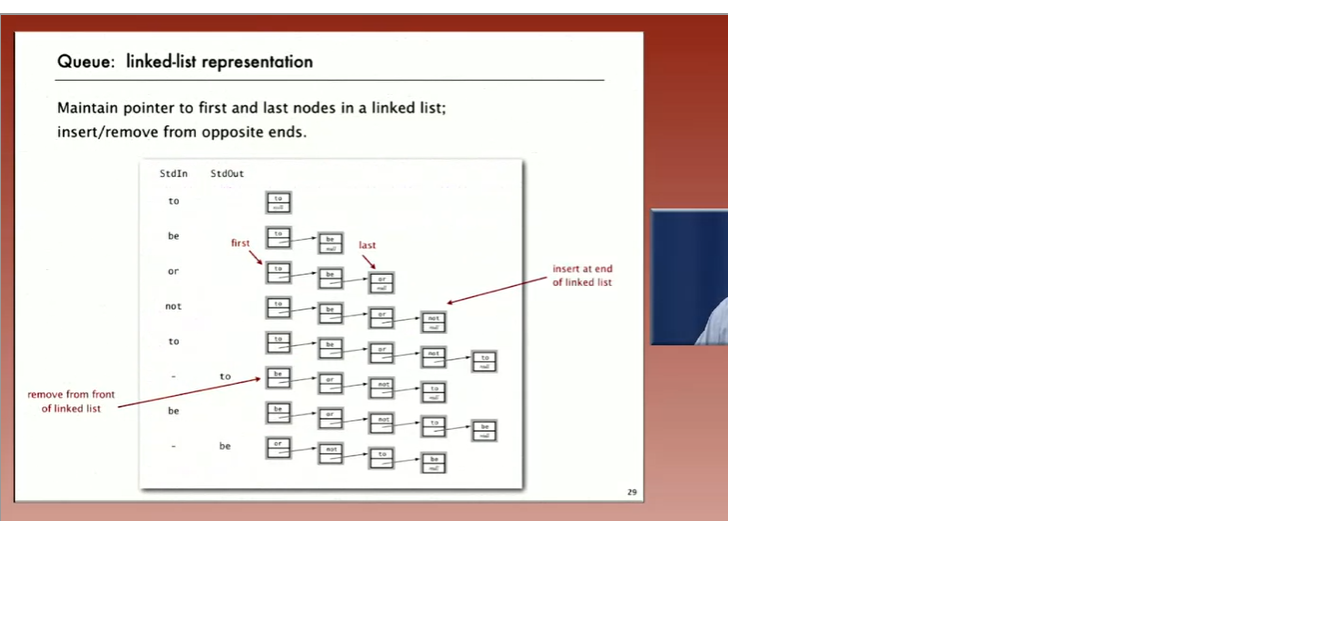 Queue: linked-list representation
Maintain pointer to first and last nodes in a linked list;
insert/remove from opposite ends.
StdIn StdOut
to to null
be to be null
first last
or to be or null
insert at end
of linked list
not to be or not null
to to be or not to null
- to be or not to null
remove from front
of linked list
be be or not to be null
- be or not to be null
29